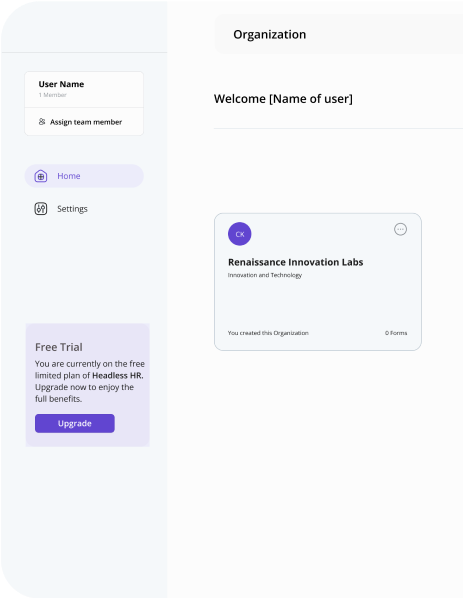 Organization
User Name
1 Member
Assign team member
Welcome [Name of user]
Home
Settings
CK
Renaissance Innovation Labs
Innovation and Technology
You created this Organization
0 Forms
Free Trial
You are currently on the free
limited plan of Headless HR.
Upgrade now to enjoy the
full benefits.
Upgrade